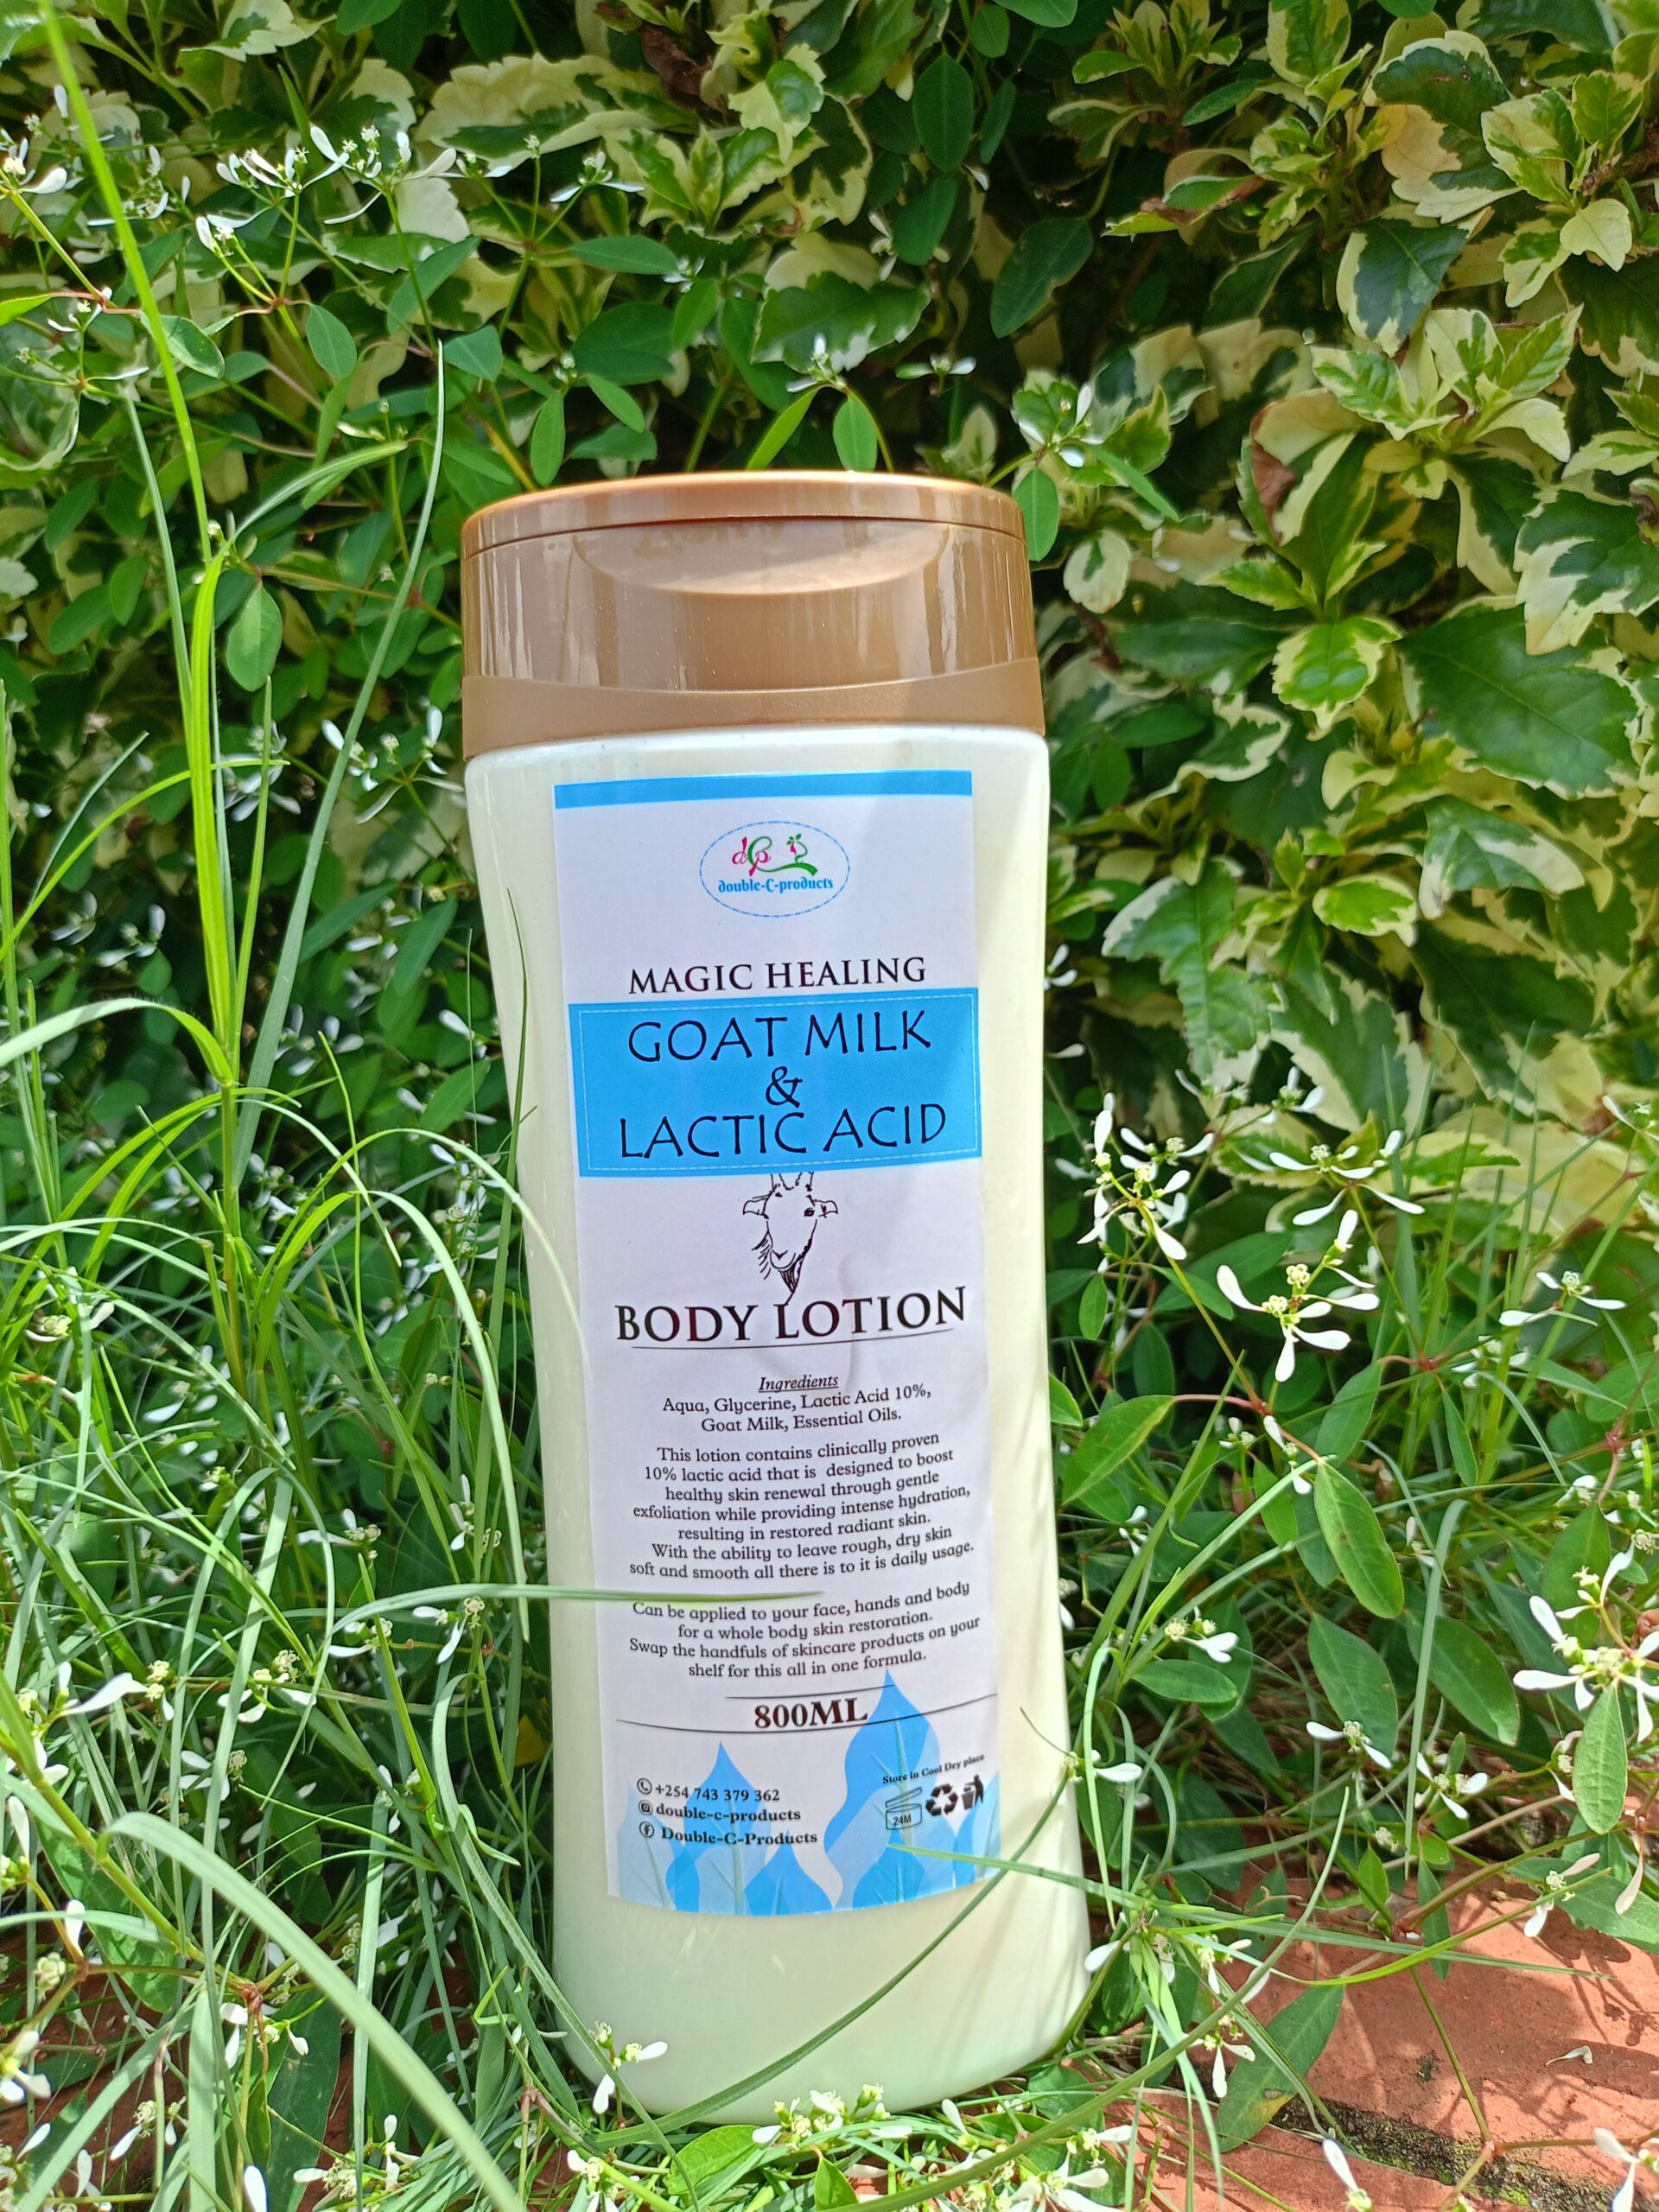 dcp
double-C-products
MAGIC HEALING
GOAT MILK
&
LACTIC ACID
BODY LOTION
Ingredients
Aqua, Glycerine, Lactic Acid 10%,
Goat Milk, Essential Oils.
This lotion contains clinically proven
10% lactic acid that is designed to boost
healthy skin renewal through gentle
exfoliation while providing intense hydration,
resulting in restored radiant skin.
With the ability to leave rough, dry skin
soft and smooth all there is to it is daily usage.
Can be applied to your face, hands and body
for a whole body skin restoration.
Swap the handfuls of skincare products on your
shelf for this all in one formula.
800ML
+254 743 379 362
double-c-products
Double-C-Products
Store in Cool Dry place
24M